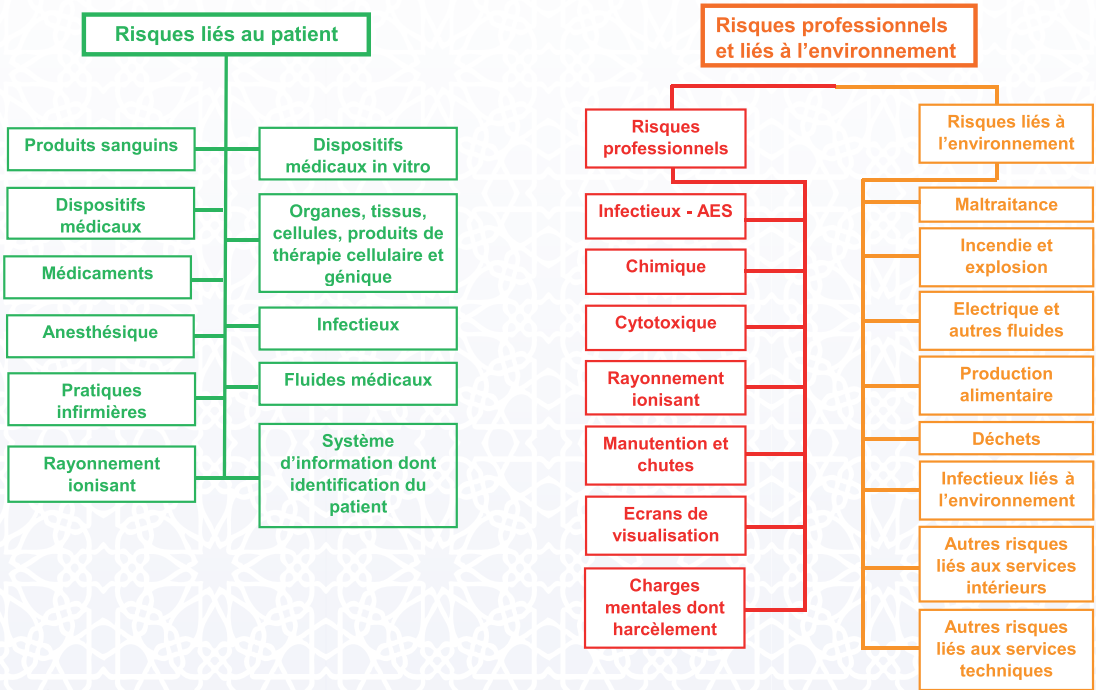 Risques liés au patient
Produits sanguins
Dispositifs
médicaux
Médicaments
Anesthésique
Pratiques
infirmières
Rayonnement
ionisant
Dispositifs
médicaux in vitro
Organes, tissus,
cellules, produits de
thérapie cellulaire et
génique
Infectieux
Fluides médicaux
Système
d’information dont
identification du
patient
Risques professionnels
et liés à l’environnement
Risques
professionnels
Infectieux - AES
Chimique
Cytotoxique
Rayonnement
ionisant
Manutention et
chutes
Ecrans de
visualisation
Charges
mentales dont
harcèlement
Risques liés à
l’environnement
Maltraitance
Incendie et
explosion
Electrique et
autres fluides
Production
alimentaire
Déchets
Infectieux liés à
l’environnement
Autres risques
liés aux services
intérieurs
Autres risques
liés aux services
techniques